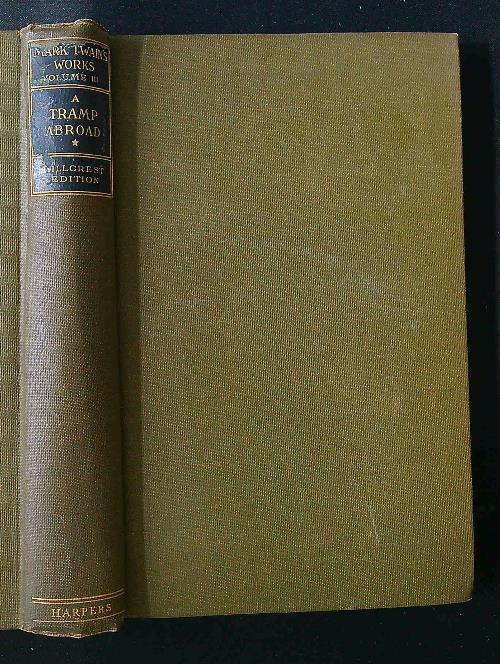 MARK TWAIN'S
WORKS
VOLUME III
A
TRAMP
ABROAD
HILLCREST
EDITION
HARPERS